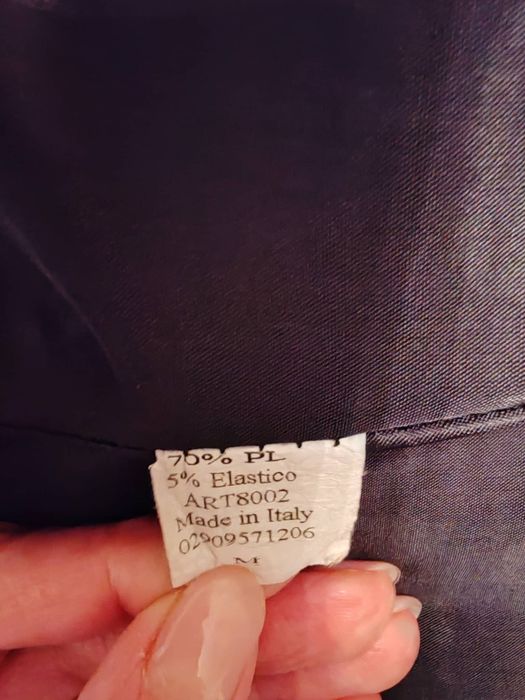 70% PL
5% Elastico
ART8002
Made in Italy
02909571206
M